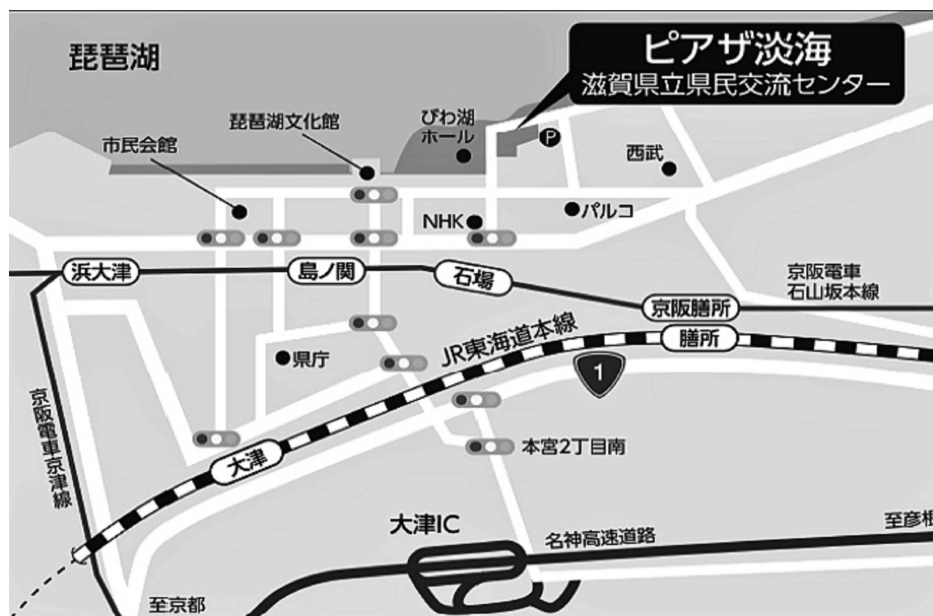 琵琶湖
ピアザ淡海
滋賀県立県民交流センター
琵琶湖文化館
びわ湖
ホール
P
市民会館
西武
NHK
パルコ
浜大津
島ノ関
石場
京阪膳所
京阪電車
石山坂本線
県庁
JR東海道本線
膳所
1
京阪電車京津線
大津
本宮2丁目南
大津IC
名神高速道路
至彦根
至京都